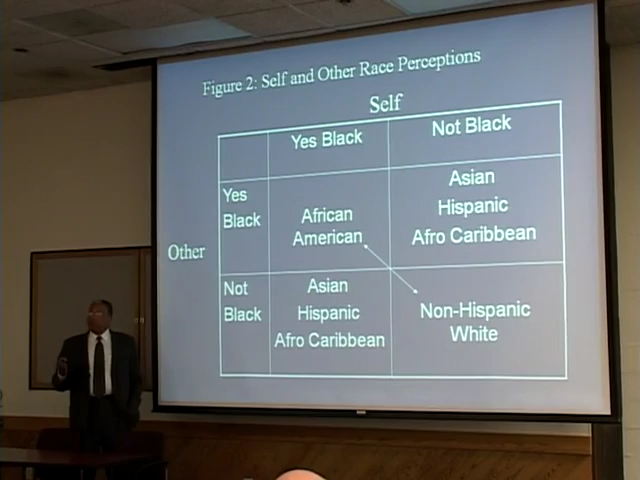 Figure 2: Self and Other Race Perceptions
Self
Yes Black
Not Black
Other
Yes
Black
African
American
Asian
Hispanic
Afro Caribbean
Not
Black
Asian
Hispanic
Afro Caribbean
Non-Hispanic
White